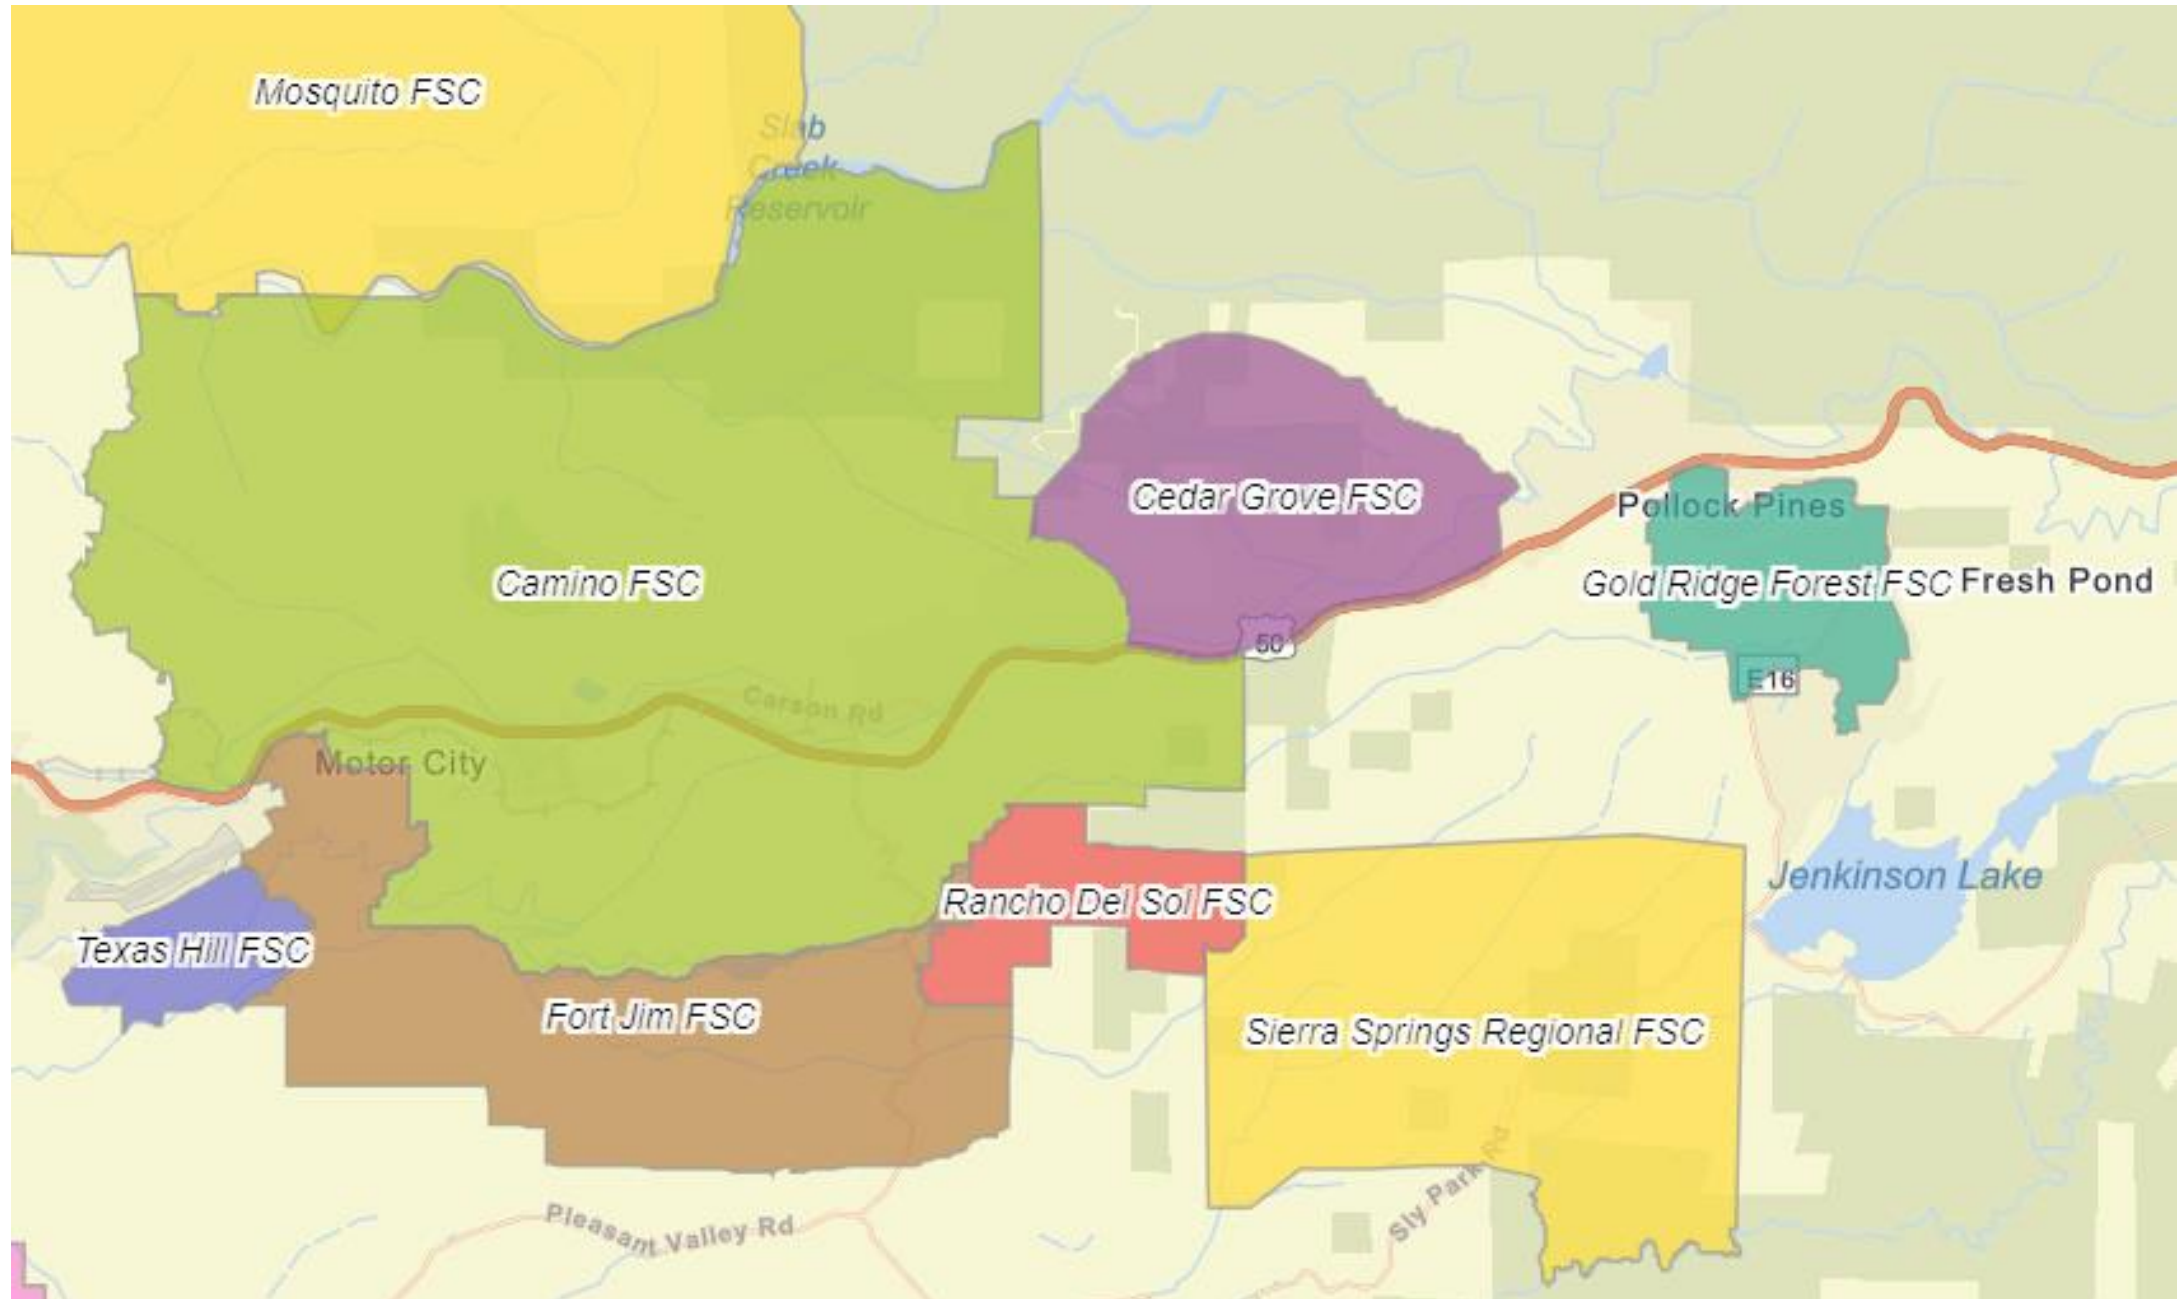 Mosquito FSC
Slab
Creek
Reservoir
Cedar Grove FSC
Pollock Pines
Camino FSC
Gold Ridge Forest FSC
Fresh Pond
50
E16
Carson Rd
Motor City
Jenkinson Lake
Rancho Del Sol FSC
Texas Hill FSC
Fort Jim FSC
Sierra Springs Regional FSC
Sly Park Rd
Pleasant Valley Rd